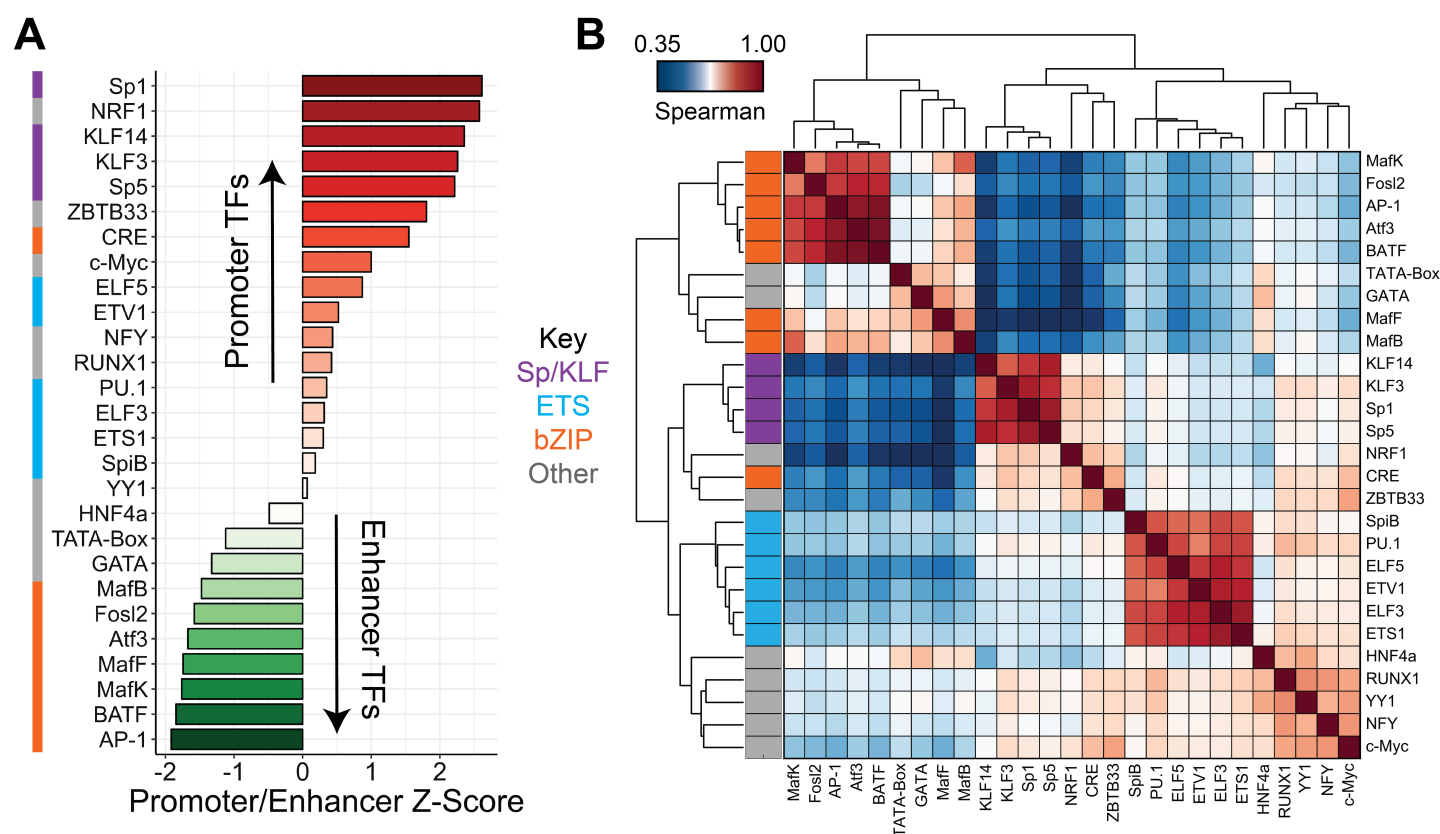 A
Sp1
NRF1
KLF14
KLF3
Sp5
ZBTB33
CRE
c-Myc
ELF5
ETV1
NFY
RUNX1
PU.1
ELF3
ETS1
SpiB
YY1
HNF4a
TATA-Box
GATA
MafB
Fosl2
Atf3
MafF
MafK
BATF
AP-1
Promoter TFs
Enhancer TFs
-2 -1 0 1 2
Promoter/Enhancer Z-Score
Key
Sp/KLF
ETS
bZIP
Other
B
0.35 1.00
Spearman
MafK
Fosl2
AP-1
Atf3
BATF
TATA-Box
GATA
MafF
MafB
KLF14
KLF3
Sp1
Sp5
NRF1
CRE
ZBTB33
SpiB
PU.1
ELF5
ETV1
ELF3
ETS1
HNF4a
RUNX1
YY1
NFY
c-Myc
MafK
Fosl2
AP-1
Atf3
BATF
TATA-Box
GATA
MafF
MafB
KLF14
KLF3
Sp1
Sp5
NRF1
CRE
ZBTB33
SpiB
PU.1
ELF5
ETV1
ELF3
ETS1
HNF4a
RUNX1
YY1
NFY
c-Myc